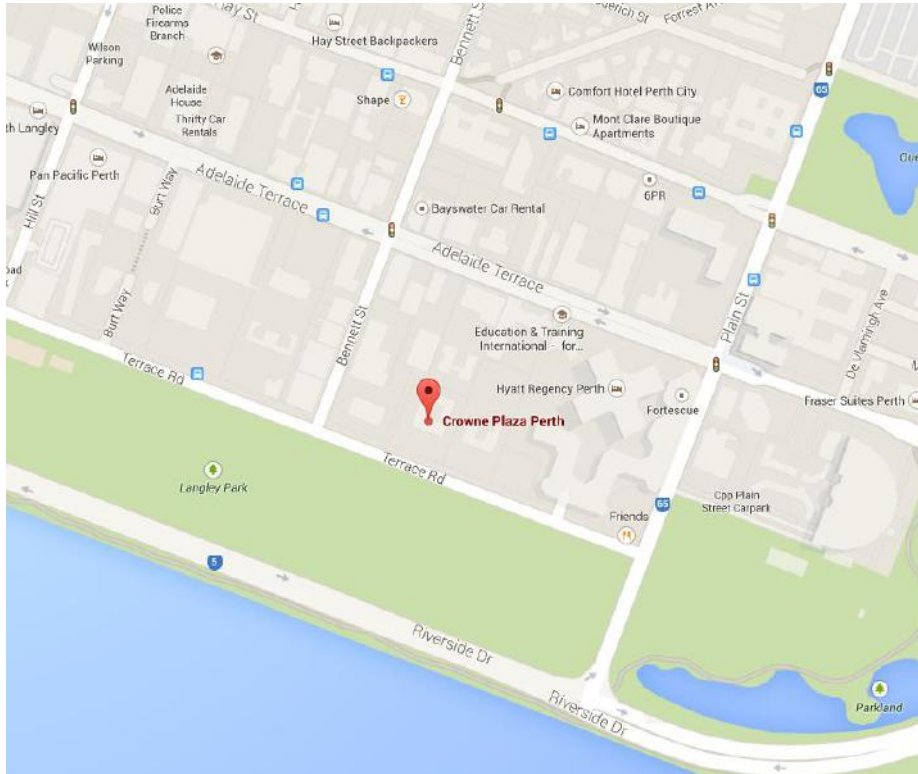 Hay St
Police
Firearms
Branch
Hay Street Backpackers
Bennett St
Forrest
Wilson
Parking
65
Adelaide
House
Shape
Comfort Hotel Perth City
Thrifty Car
Rentals
Mont Clare Boutique
Apartments
Langley
Pan Pacific Perth
Burt Way
Adelaide Terrace
6PR
Hill St
Bayswater Car Rental
Adelaide Terrace
Burt Way
Bennett St
Plain St
De Vlamingh Ave
Education & Training
International - for...
Terrace Rd
Hyatt Regency Perth
Fortescue
Fraser Suites Perth
Crowne Plaza Perth
Terrace Rd
Langley Park
Cpp Plain
Street Carpark
65
Friends
5
Riverside Dr
Riverside Dr
Parkland